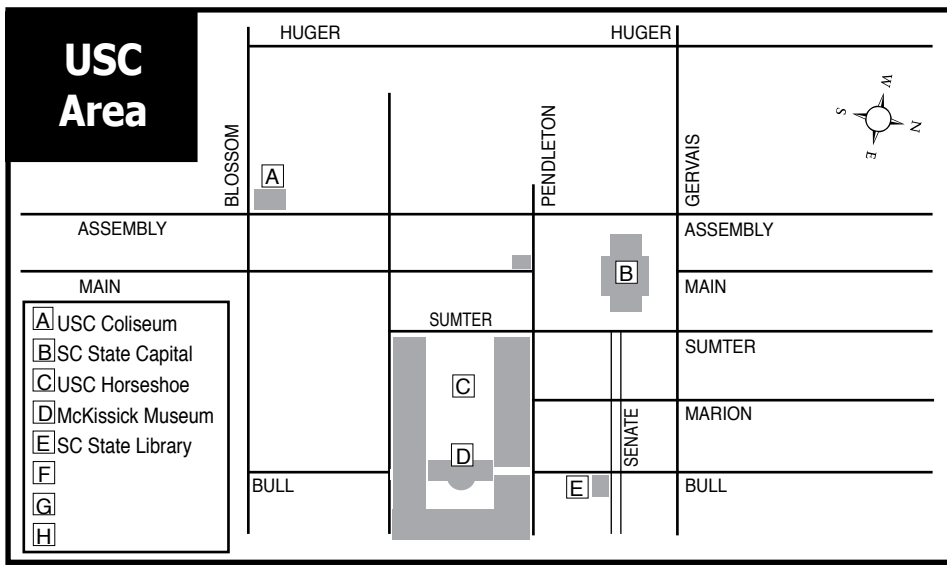 USC
Area
HUGER
HUGER
BLOSSOM
PENDLETON
GERVAIS
W
S
N
E
A
ASSEMBLY
ASSEMBLY
B
MAIN
MAIN
SUMTER
SUMTER
A USC Coliseum
B SC State Capital
C USC Horseshoe
D McKissick Museum
E SC State Library
F
G
H
C
MARION
SENATE
D
BULL
E
BULL